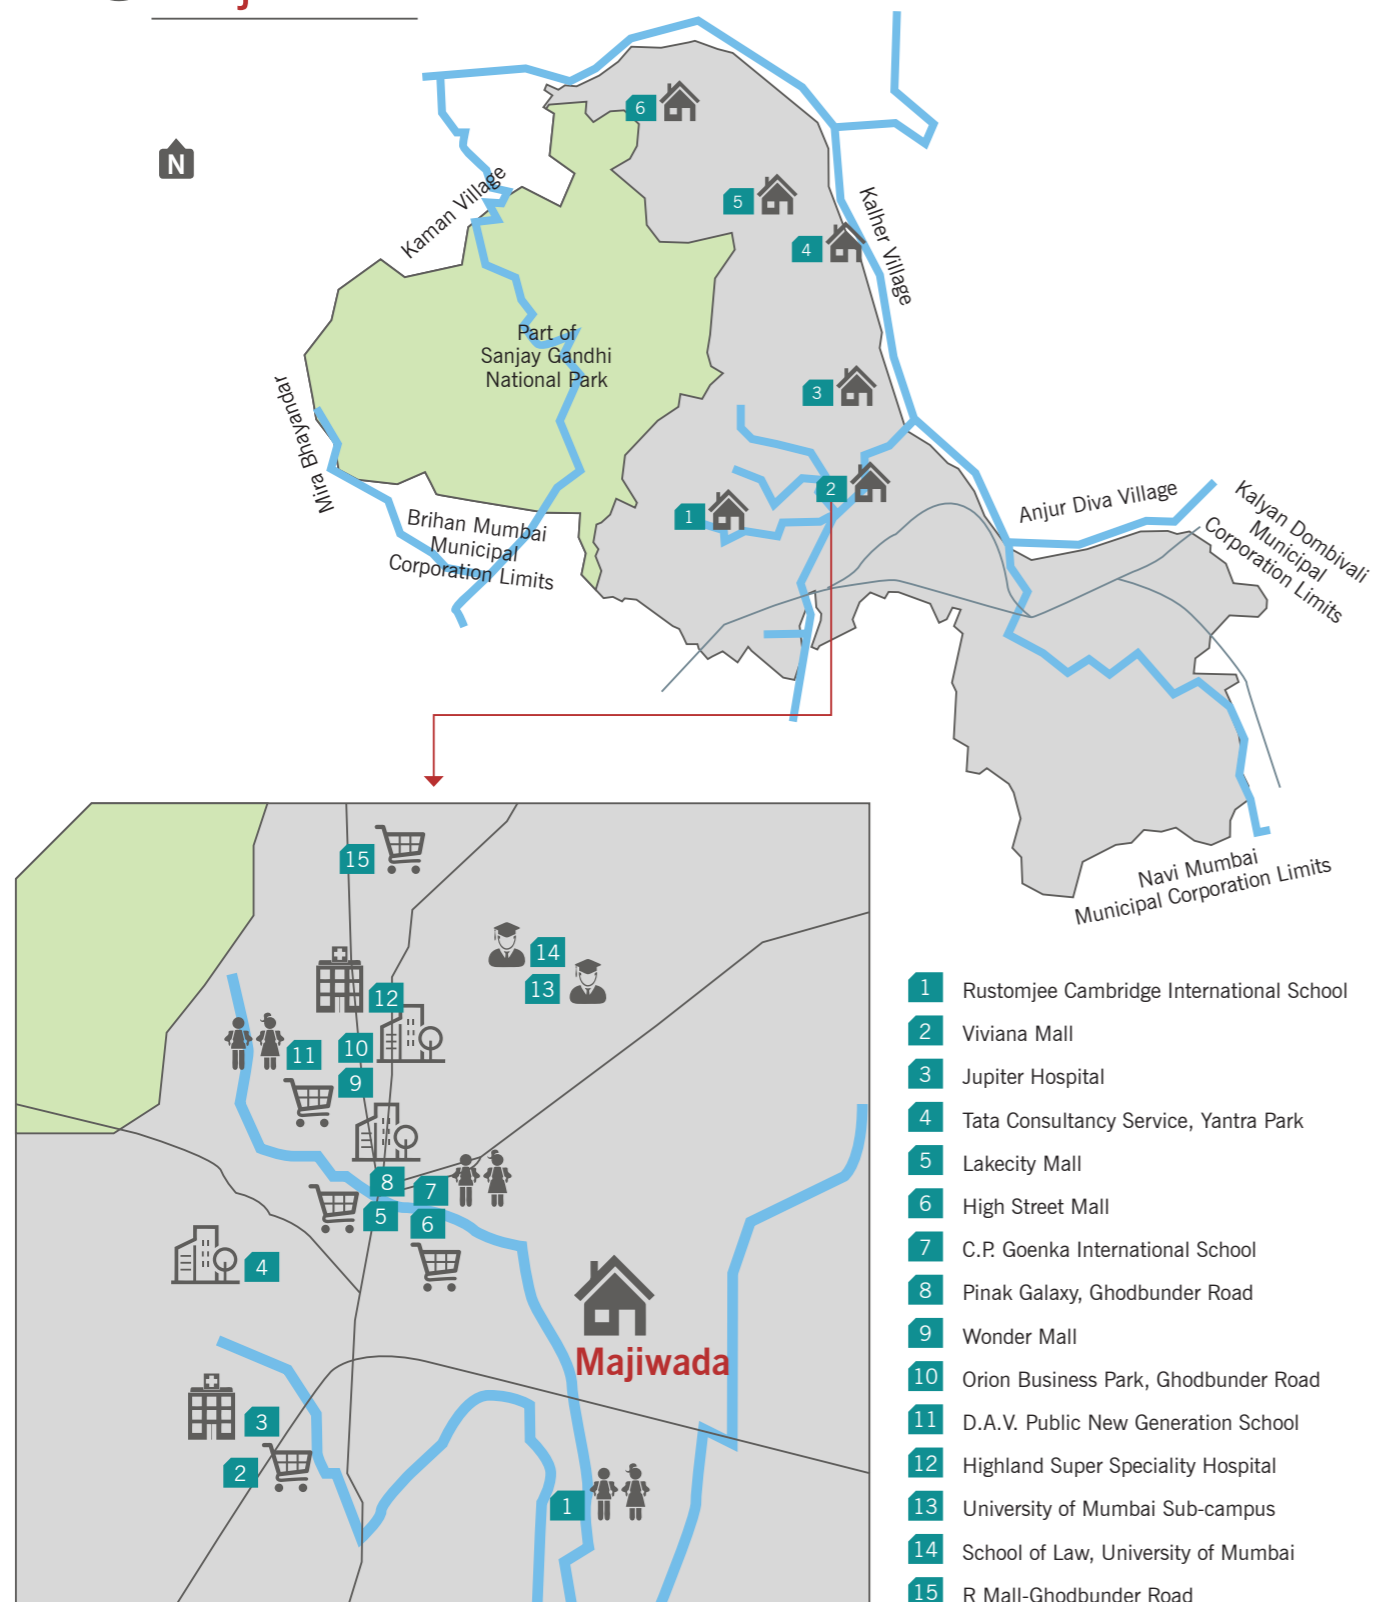 N
6
5
4
3
2
1
Kaman Village
Kalher Village
Part of
Sanjay Gandhi
National Park
Mira Bhayandar
Brihan Mumbai
Municipal
Corporation Limits
Anjur Diva Village
Kalyan Dombivali
Municipal
Corporation Limits
Navi Mumbai
Municipal Corporation Limits
15
14
13
12
11
10
9
8
7
5
6
4
Majiwada
3
2
1
1 Rustomjee Cambridge International School
2 Viviana Mall
3 Jupiter Hospital
4 Tata Consultancy Service, Yantra Park
5 Lakecity Mall
6 High Street Mall
7 C.P. Goenka International School
8 Pinak Galaxy, Ghodbunder Road
9 Wonder Mall
10 Orion Business Park, Ghodbunder Road
11 D.A.V. Public New Generation School
12 Highland Super Speciality Hospital
13 University of Mumbai Sub-campus
14 School of Law, University of Mumbai
15 R Mall-Ghodbunder Road